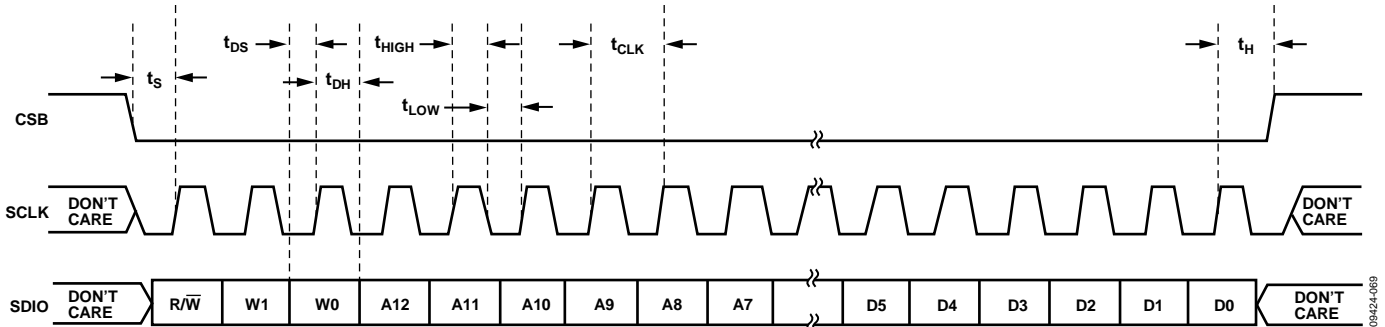 tDS
tHIGH
tCLK
tH
tS
tDH
tLOW
CSB
SCLK DON'T CARE DON'T CARE
SDIO DON'T CARE R/W̅ W1 W0 A12 A11 A10 A9 A8 A7 D5 D4 D3 D2 D1 D0 DON'T CARE
09424-069